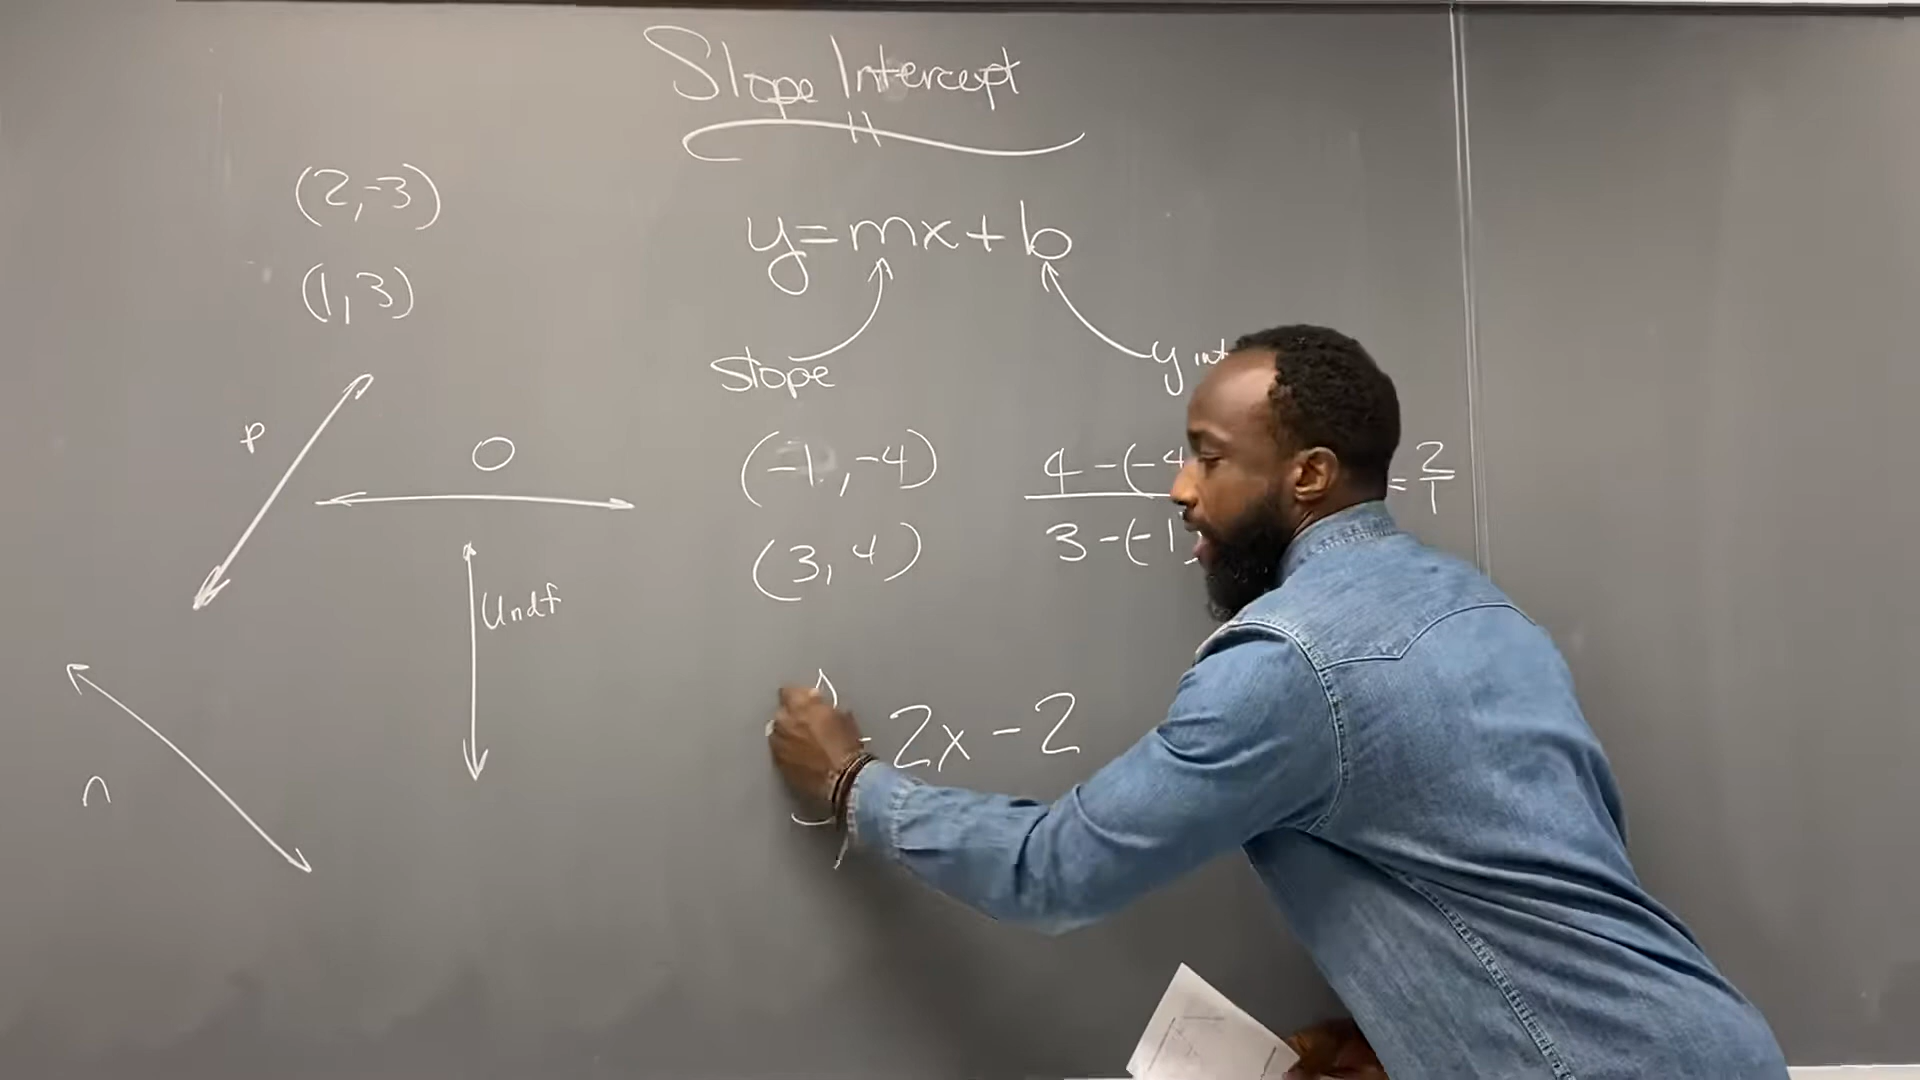 Slope Intercept
(2,-3)
(1,3)
y=mx+b
slope
y int
p
0
Undf
n
(-1,-4)
(3,4)
4-(-4
3-(-1)
= 2/1
2x-2